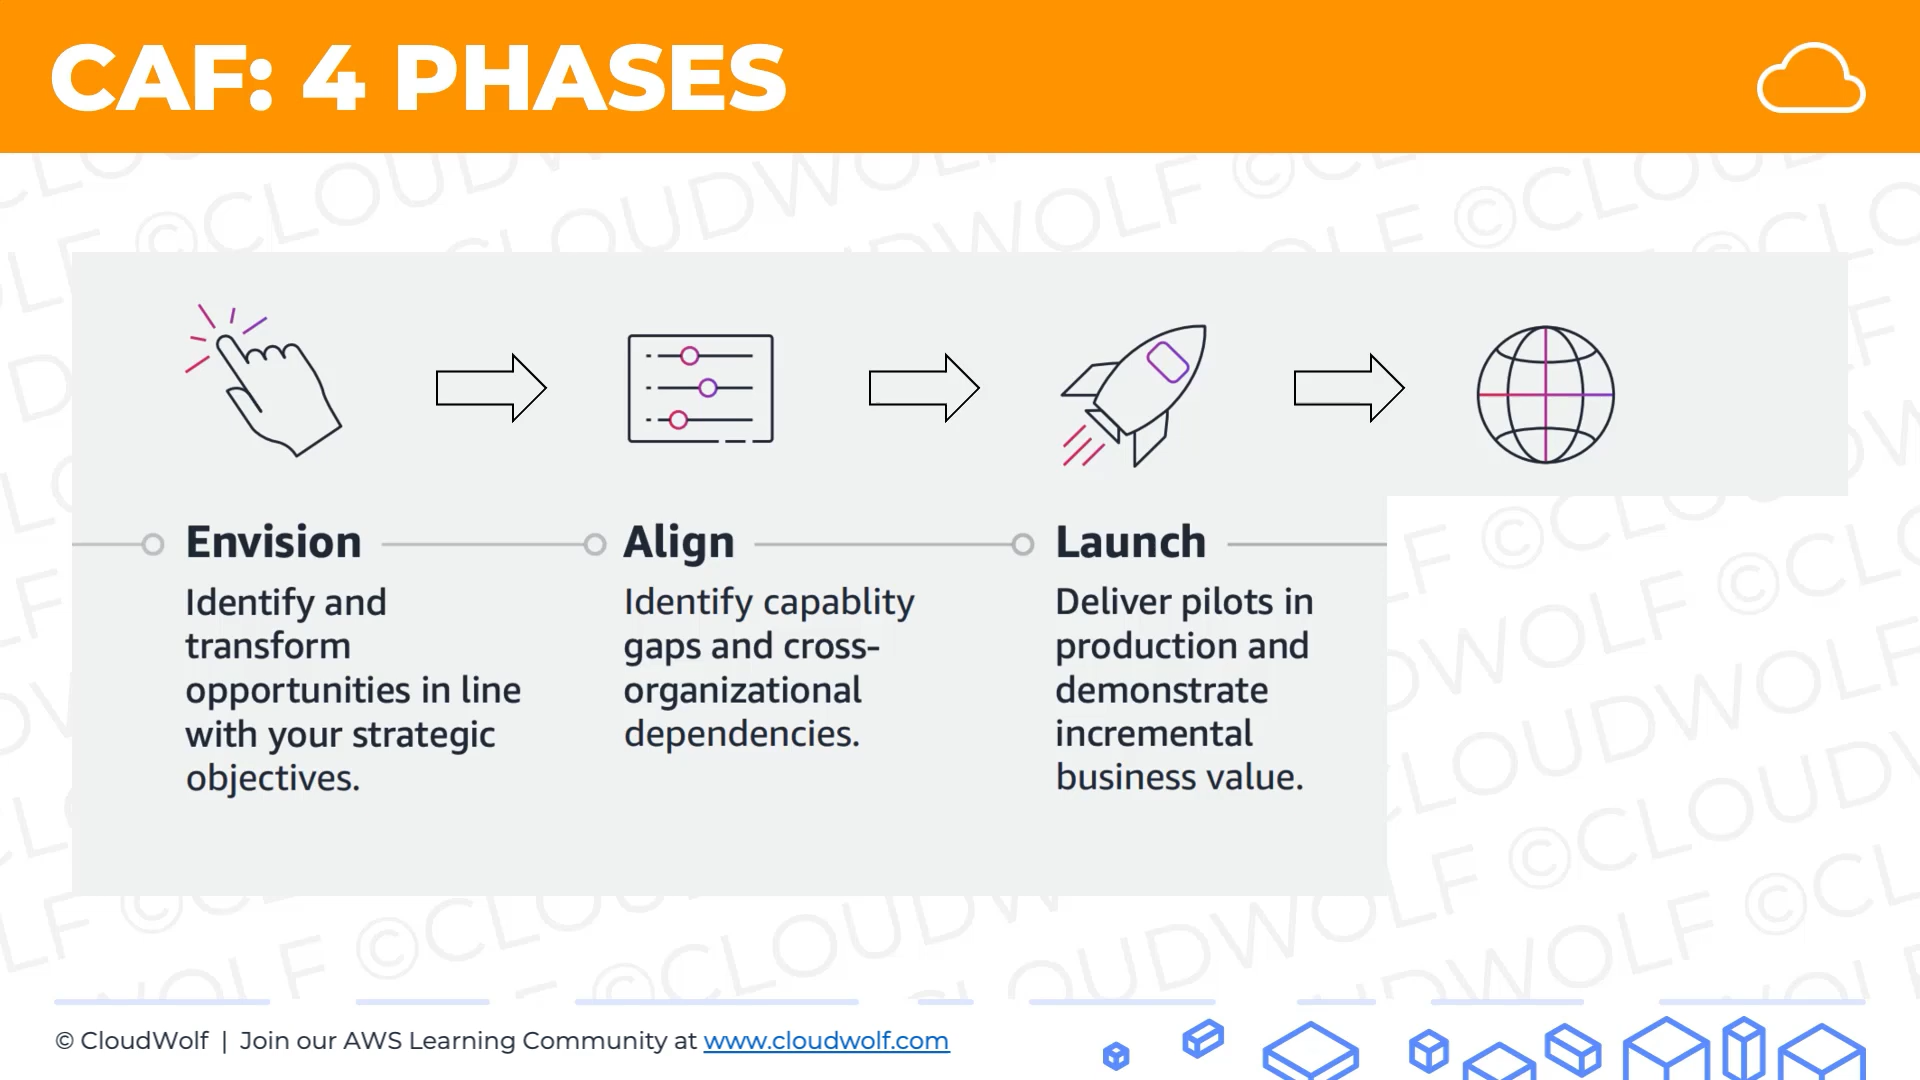 CAF: 4 PHASES
Envision
Identify and
transform
opportunities in line
with your strategic
objectives.
Align
Identify capablity
gaps and cross-
organizational
dependencies.
Launch
Deliver pilots in
production and
demonstrate
incremental
business value.
©CLOUDWOLF
© CloudWolf | Join our AWS Learning Community at www.cloudwolf.com